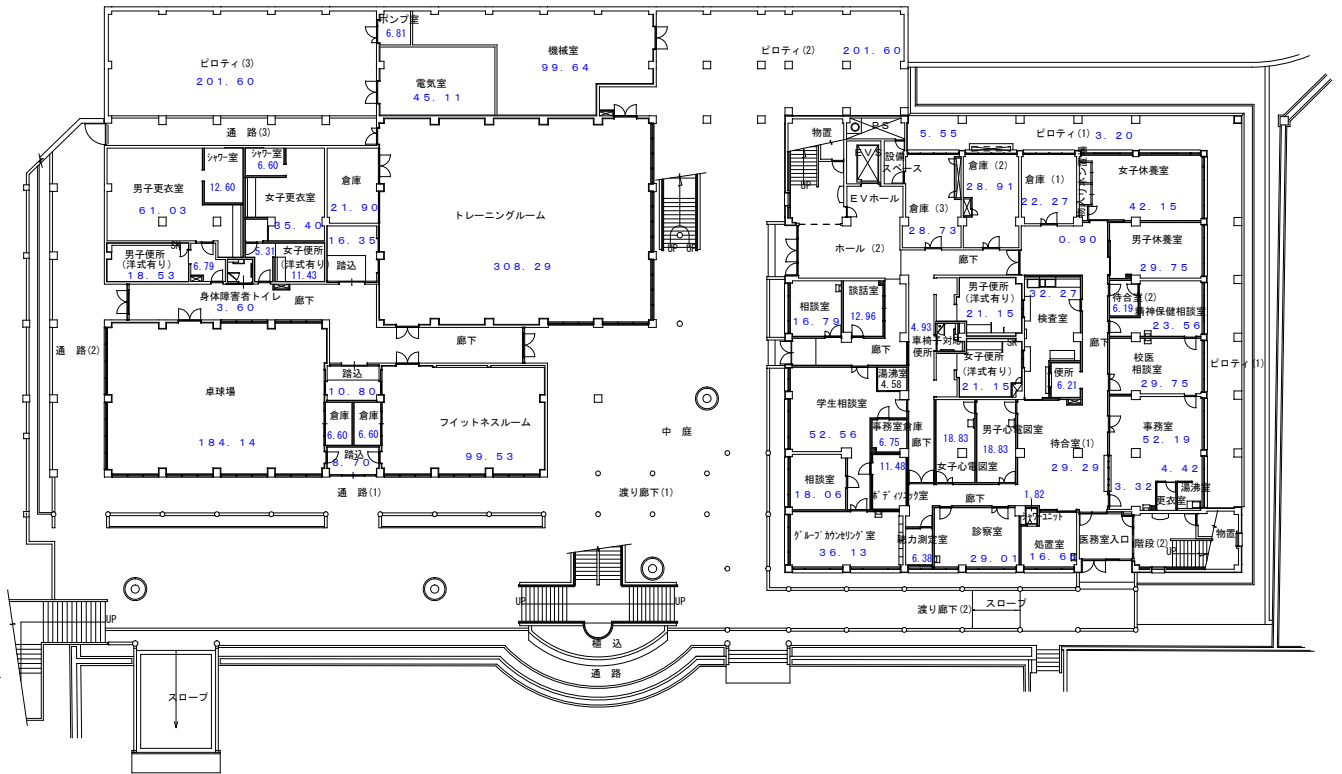 ポンプ室
6.81
機械室
99.64
電気室
45.11
ピロティ(3)
201.60
ピロティ(2)
201.60
通路(3)
シャワー室
12.60
シャワー室
6.60
男子更衣室
61.03
女子更衣室
35.40
倉庫
21.90
16.35
踏込
SK
男子便所
(洋式有り)
18.53
6.79
5.31
女子便所
(洋式有り)
11.43
身体障害者トイレ
3.60
廊下
トレーニングルーム
308.29
UP
UP
廊下
通路(2)
卓球場
184.14
踏込
10.80
倉庫
6.60
倉庫
6.60
踏込
8.70
フイットネスルーム
99.53
通路(1)
中庭
渡り廊下(1)
物置
PS
EVS
設備
スペース
UP
EVホール
ホール(2)
5.55
ピロティ(1)
3.20
倉庫(3)
28.73
倉庫(2)
28.91
倉庫(1)
22.27
女子休養室
42.15
0.90
男子休養室
29.75
廊下
相談室
16.79
談話室
12.96
男子便所
(洋式有り)
21.15
4.93
車椅子対応
便所
32.27
検査室
SK
待合室(2)
6.19
精神保健相談室
23.56
廊下
廊下
女子便所
(洋式有り)
21.15
便所
6.21
校医
相談室
29.75
ピロティ(1)
湯沸室
4.58
学生相談室
52.56
事務室倉庫
6.75
廊下
18.83
女子心電図室
男子心電図室
18.83
待合室(1)
29.29
事務室
52.19
4.42
3.32
湯沸室
更衣室
相談室
18.06
11.48
ボディソニック室
廊下
1.82
シャワーユニット
グループカウンセリング室
36.13
聴力測定室
6.38
診察室
29.01
処置室
16.65
医務室入口
階段(2)
UP
物置
渡り廊下(2)
スロープ
UP
UP
UP
植込
通路
スロープ